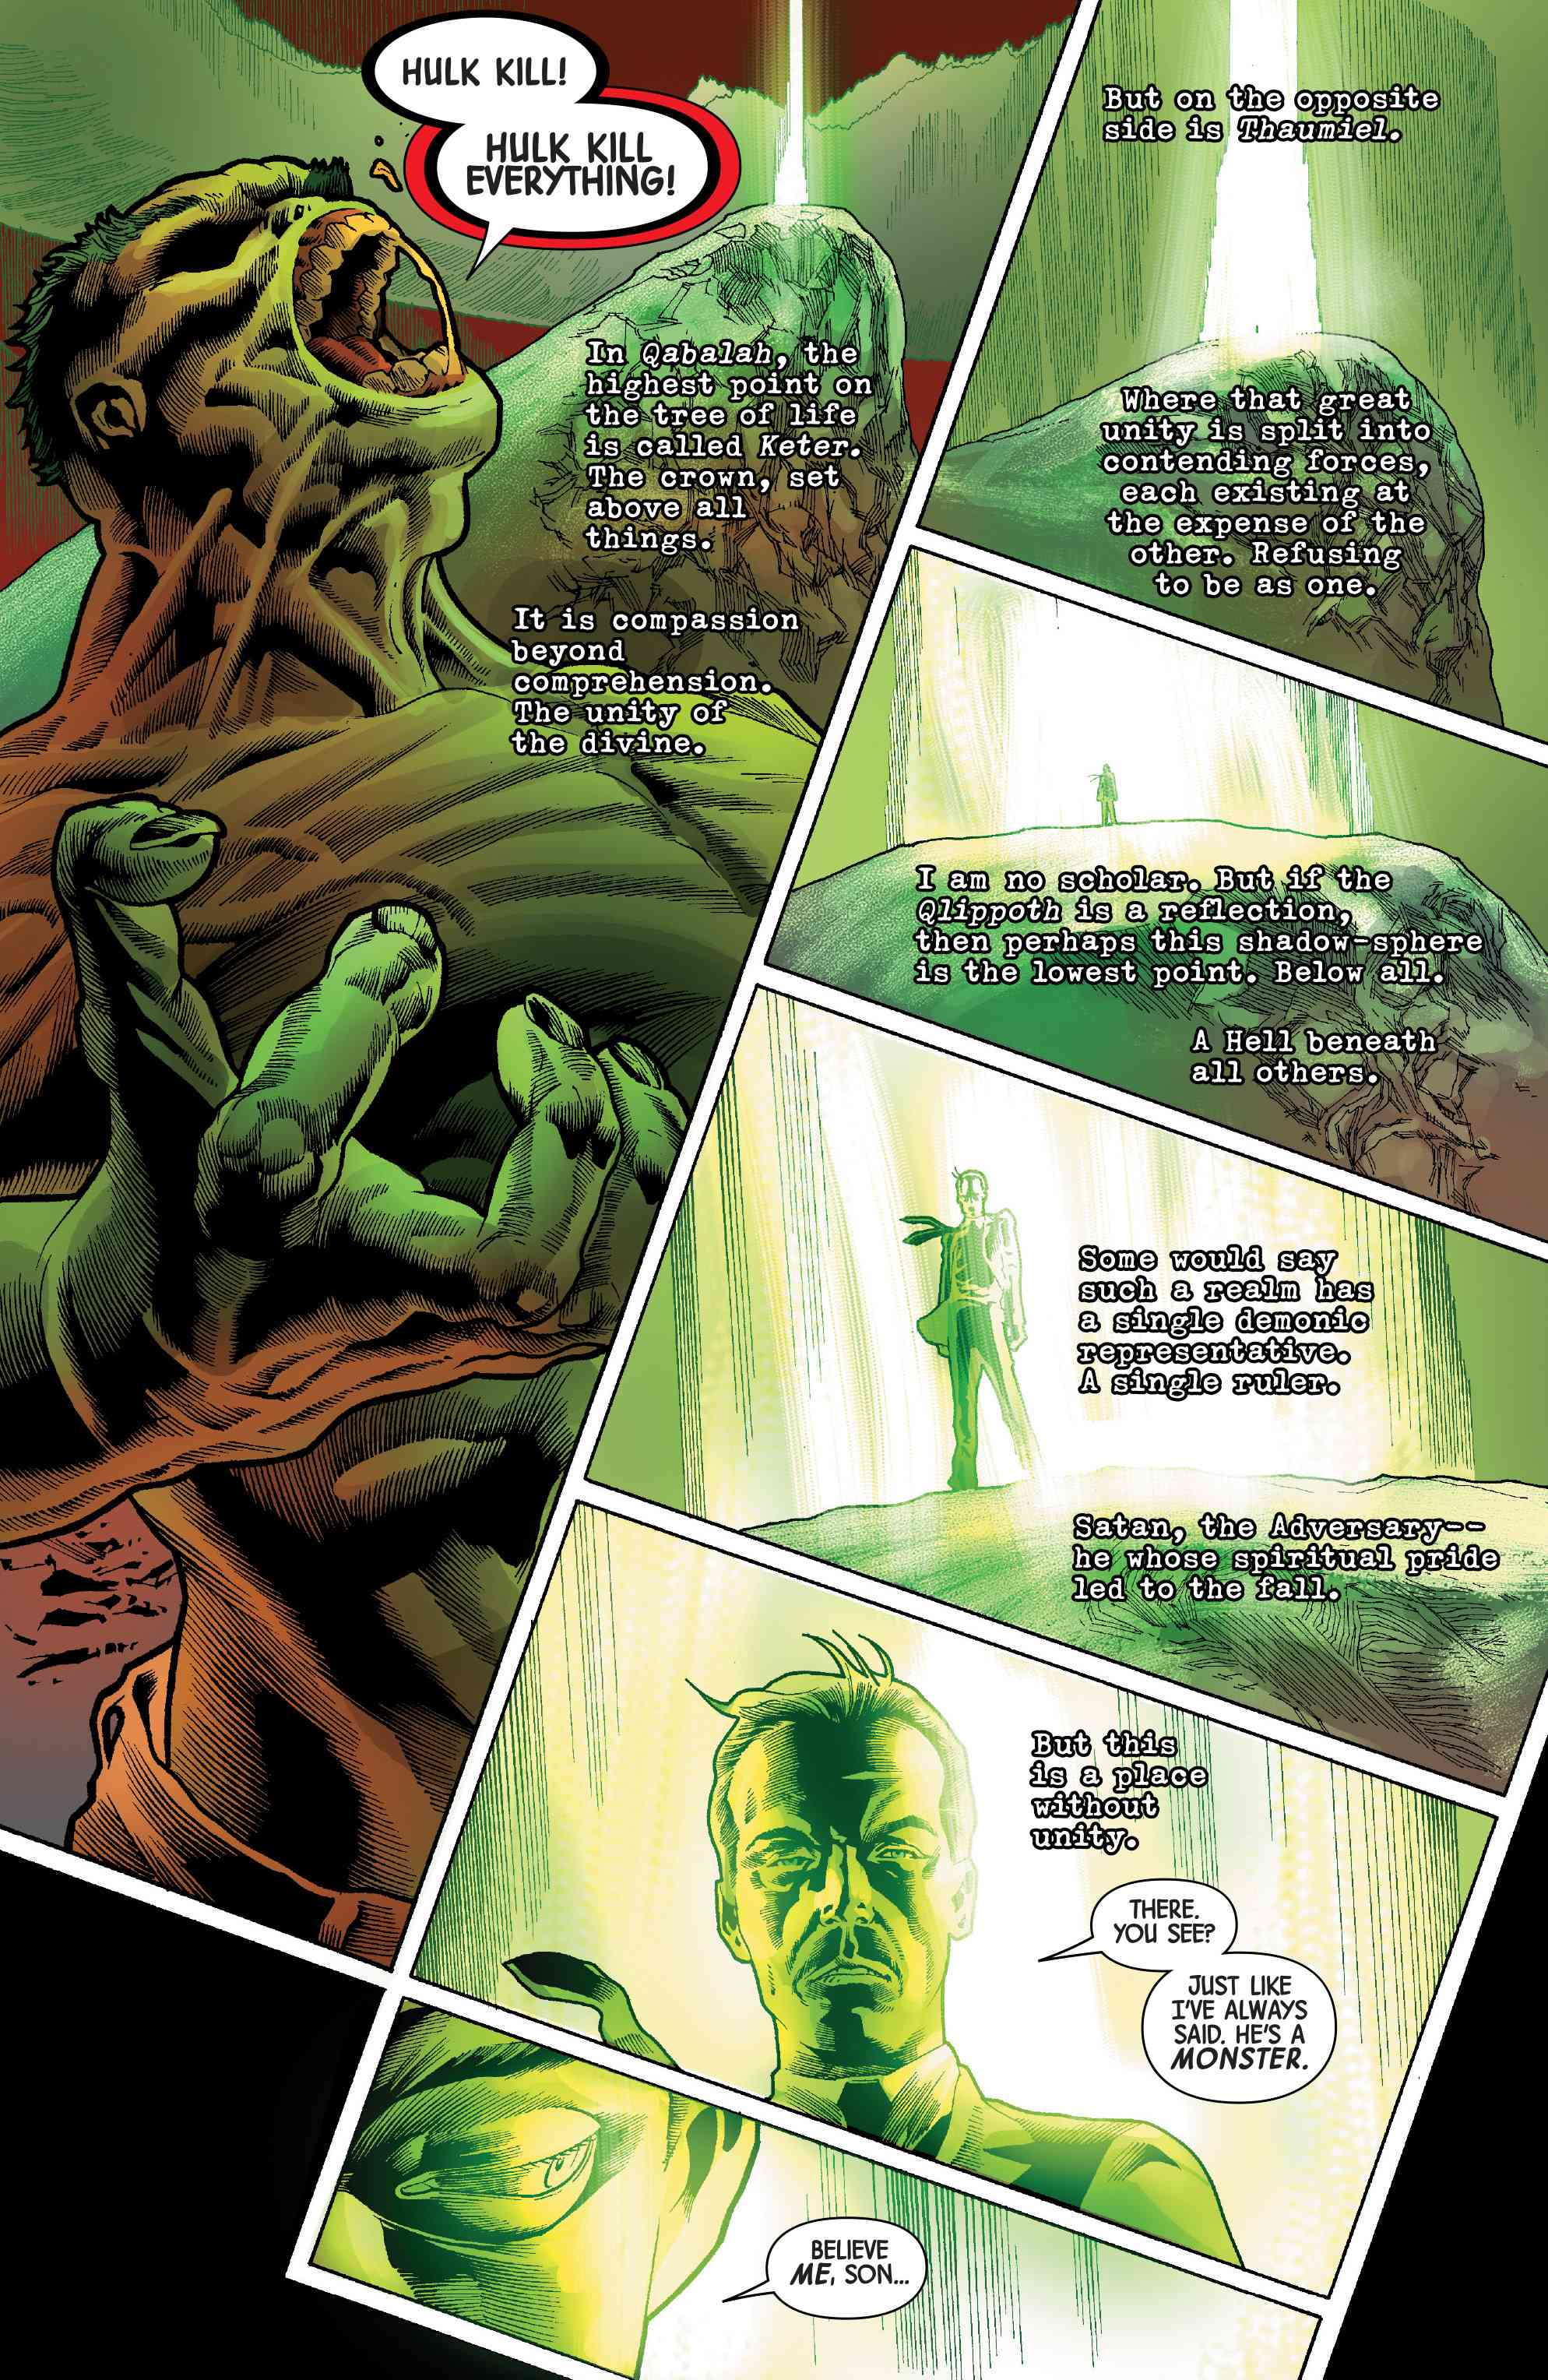 HULK KILL!
HULK KILL
EVERYTHING!
In Qabalah, the
highest point on
the tree of life
is called Keter.
The crown, set
above all
things.
It is compassion
beyond
comprehension.
The unity of
the divine.
But on the opposite
side is Thaumiel.
Where that great
unity is split into
contending forces,
each existing at
the expense of the
other. Refusing
to be as one.
I am no scholar. But if the
Qlippoth is a reflection,
then perhaps this shadow-sphere
is the lowest point. Below all.
A Hell beneath
all others.
Some would say
such a realm has
a single demonic
representative.
A single ruler.
Satan, the Adversary--
he whose spiritual pride
led to the fall.
But this
is a place
without
unity.
THERE.
YOU SEE?
JUST LIKE
I'VE ALWAYS
SAID. HE'S A
MONSTER.
BELIEVE
ME, SON...